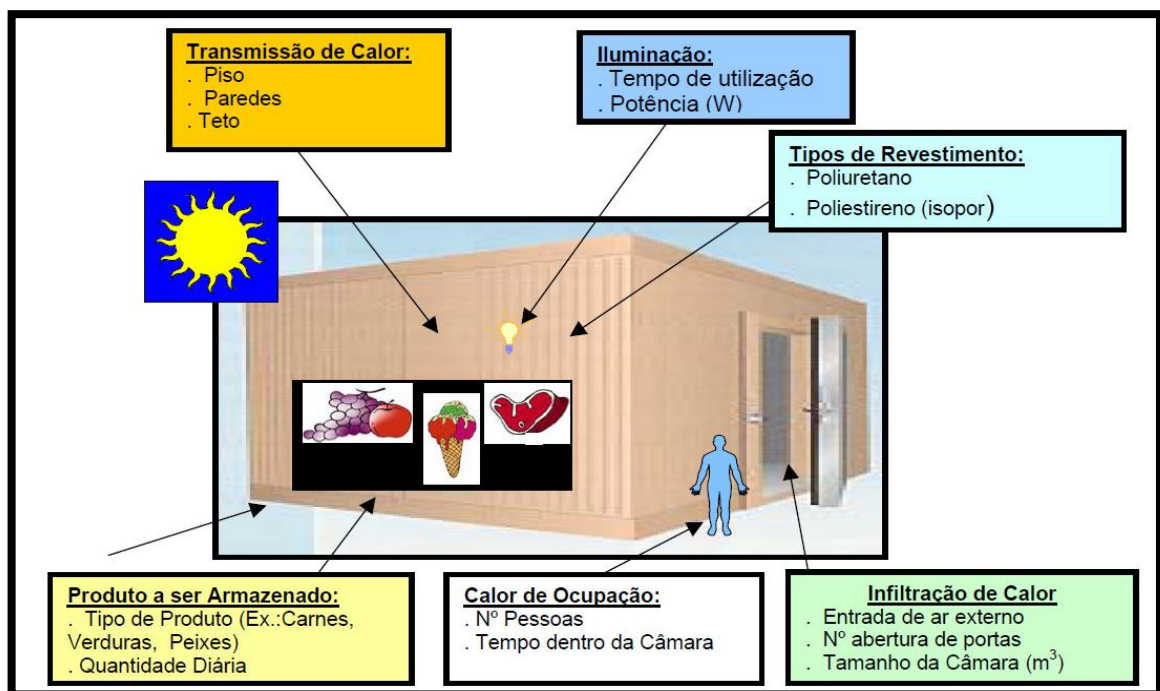 Transmissão de Calor:
. Piso
. Paredes
. Teto
Iluminação:
. Tempo de utilização
. Potência (W)
Tipos de Revestimento:
. Poliuretano
. Poliestireno (isopor)
Produto a ser Armazenado:
. Tipo de Produto (Ex.:Carnes,
Verduras, Peixes)
. Quantidade Diária
Calor de Ocupação:
. Nº Pessoas
. Tempo dentro da Câmara
Infiltração de Calor
. Entrada de ar externo
. Nº abertura de portas
. Tamanho da Câmara (m³)